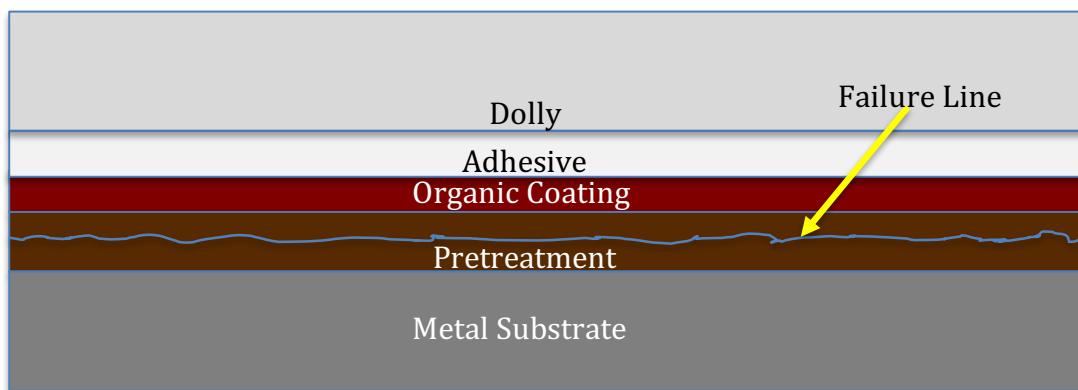 Failure Line
Dolly
Adhesive
Organic Coating
Pretreatment
Metal Substrate